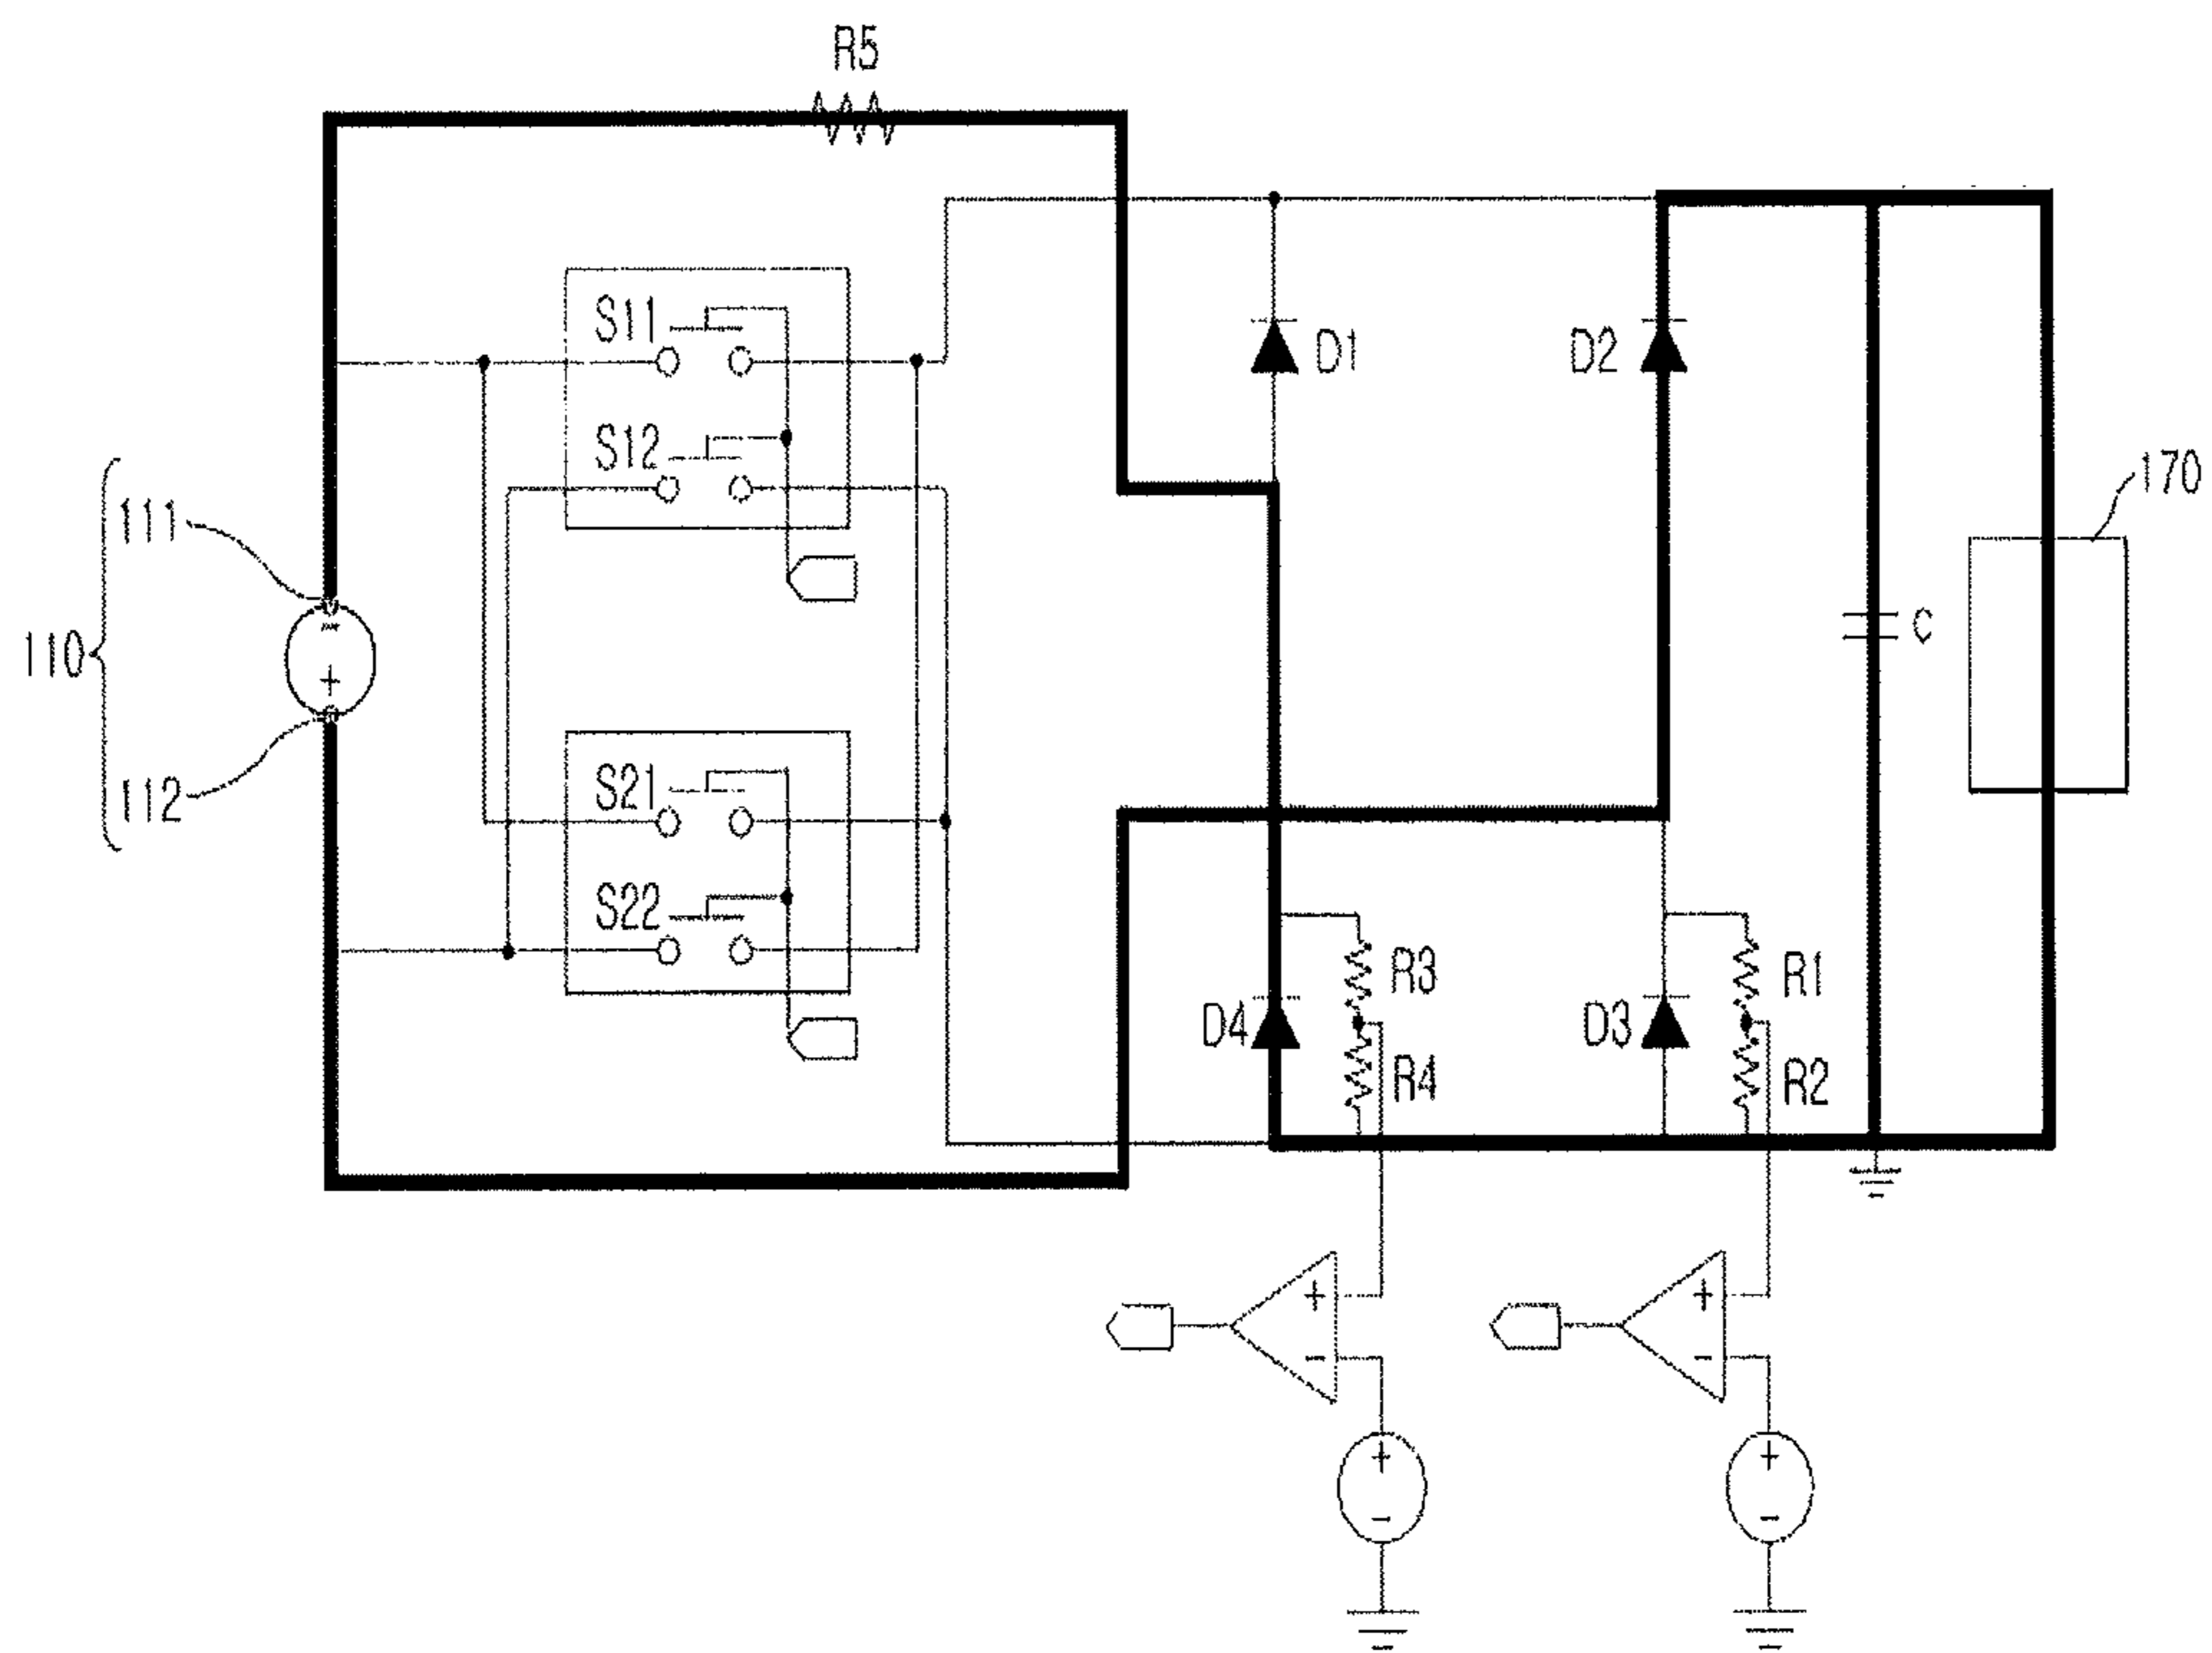 R5
S11
D1
D2
S12
170
111
110
C
112
S21
S22
R3
R1
D4
D3
R4
R2
- 
+
+
-
+
-
+
-
+
-